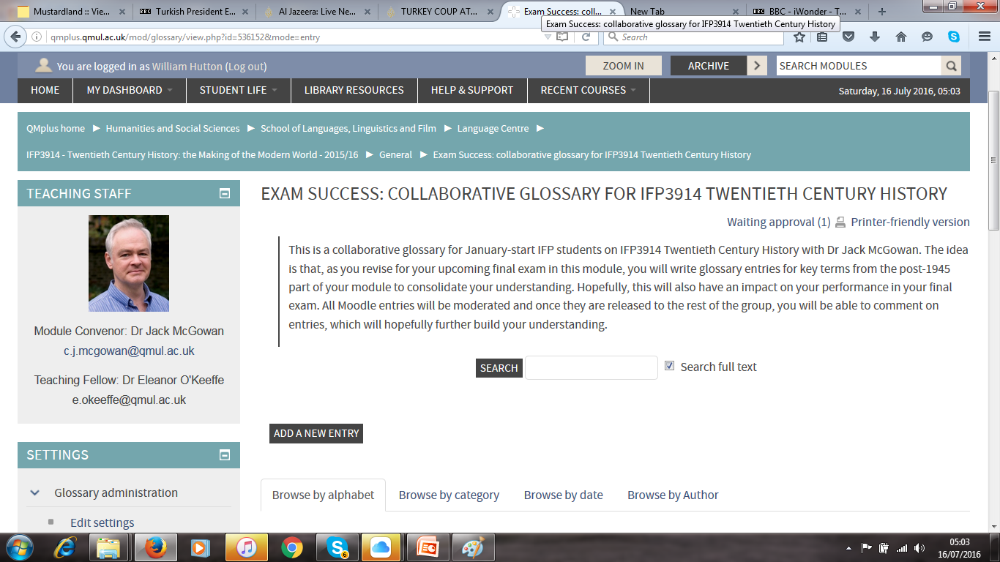 Mustardland :: Vie...
BBC Turkish President E...
Al Jazeera: Live Ne...
TURKEY COUP AT...
Exam Success: coll...
New Tab
BBC BBC - iWonder - T...
Exam Success: collaborative glossary for IFP3914 Twentieth Century History
qmplus.qmul.ac.uk/mod/glossary/view.php?id=536152&mode=entry
Search
You are logged in as William Hutton (Log out)
ZOOM IN
ARCHIVE
SEARCH MODULES
HOME
MY DASHBOARD
STUDENT LIFE
LIBRARY RESOURCES
HELP & SUPPORT
RECENT COURSES
Saturday, 16 July 2016, 05:03
QMplus home ► Humanities and Social Sciences ► School of Languages, Linguistics and Film ► Language Centre ►
IFP3914 - Twentieth Century History: the Making of the Modern World - 2015/16 ► General ► Exam Success: collaborative glossary for IFP3914 Twentieth Century History
TEACHING STAFF
Module Convenor: Dr Jack McGowan
c.j.mcgowan@qmul.ac.uk
Teaching Fellow: Dr Eleanor O'Keeffe
e.okeeffe@qmul.ac.uk
SETTINGS
Glossary administration
Edit settings
EXAM SUCCESS: COLLABORATIVE GLOSSARY FOR IFP3914 TWENTIETH CENTURY HISTORY
Waiting approval (1) Printer-friendly version
This is a collaborative glossary for January-start IFP students on IFP3914 Twentieth Century History with Dr Jack McGowan. The idea
is that, as you revise for your upcoming final exam in this module, you will write glossary entries for key terms from the post-1945
part of your module to consolidate your understanding. Hopefully, this will also have an impact on your performance in your final
exam. All Moodle entries will be moderated and once they are released to the rest of the group, you will be able to comment on
entries, which will hopefully further build your understanding.
SEARCH
Search full text
ADD A NEW ENTRY
Browse by alphabet
Browse by category
Browse by date
Browse by Author
6
05:03
16/07/2016